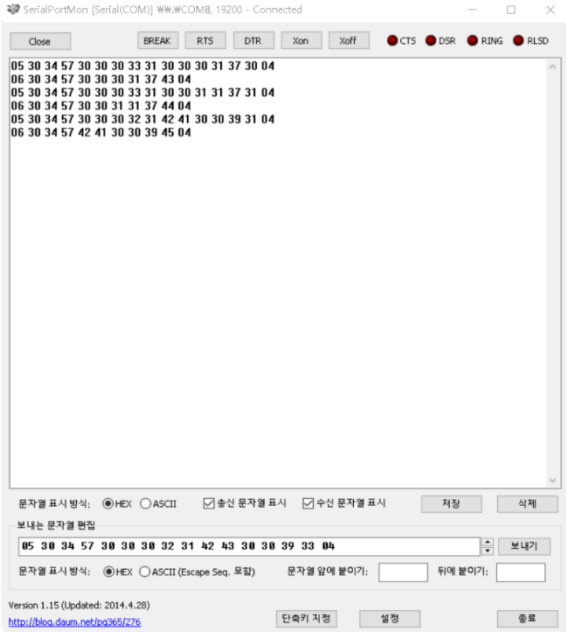 SerialPortMon [Serial(COM)] ₩₩.₩COM8, 19200 - Connected
Close BREAK RTS DTR Xon Xoff CTS DSR RING RLSD
05 30 34 57 30 30 30 33 31 30 30 30 31 37 30 04
06 30 34 57 30 30 30 31 37 43 04
05 30 34 57 30 30 30 33 31 30 30 31 31 37 31 04
06 30 34 57 30 30 31 31 37 44 04
05 30 34 57 30 30 30 32 31 42 41 30 30 39 31 04
06 30 34 57 42 41 30 30 39 45 04
문자열 표시 방식: HEX ASCII 송신 문자열 표시 수신 문자열 표시 저장 삭제
보내는 문자열 편집
05 30 34 57 30 30 30 32 31 42 43 30 30 39 33 04 보내기
문자열 표시 방식: HEX ASCII (Escape Seq. 포함) 문자열 앞에 붙이기: 뒤에 붙이기:
Version 1.15 (Updated: 2014.4.28)
http://blog.daum.net/pg365/276 단축키 지정 설정 종료